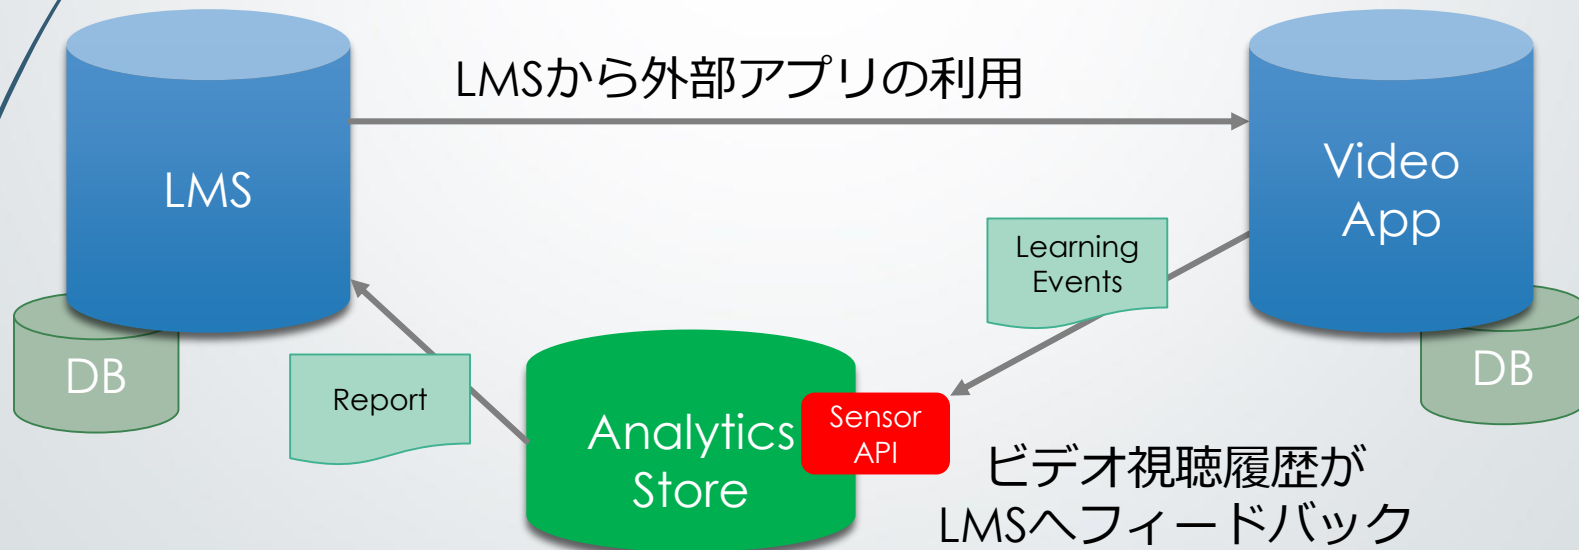 LMSから外部アプリの利用
LMS
Video
App
Learning
Events
DB
DB
Report
Analytics
Store
Sensor
API
ビデオ視聴履歴が
LMSへフィードバック